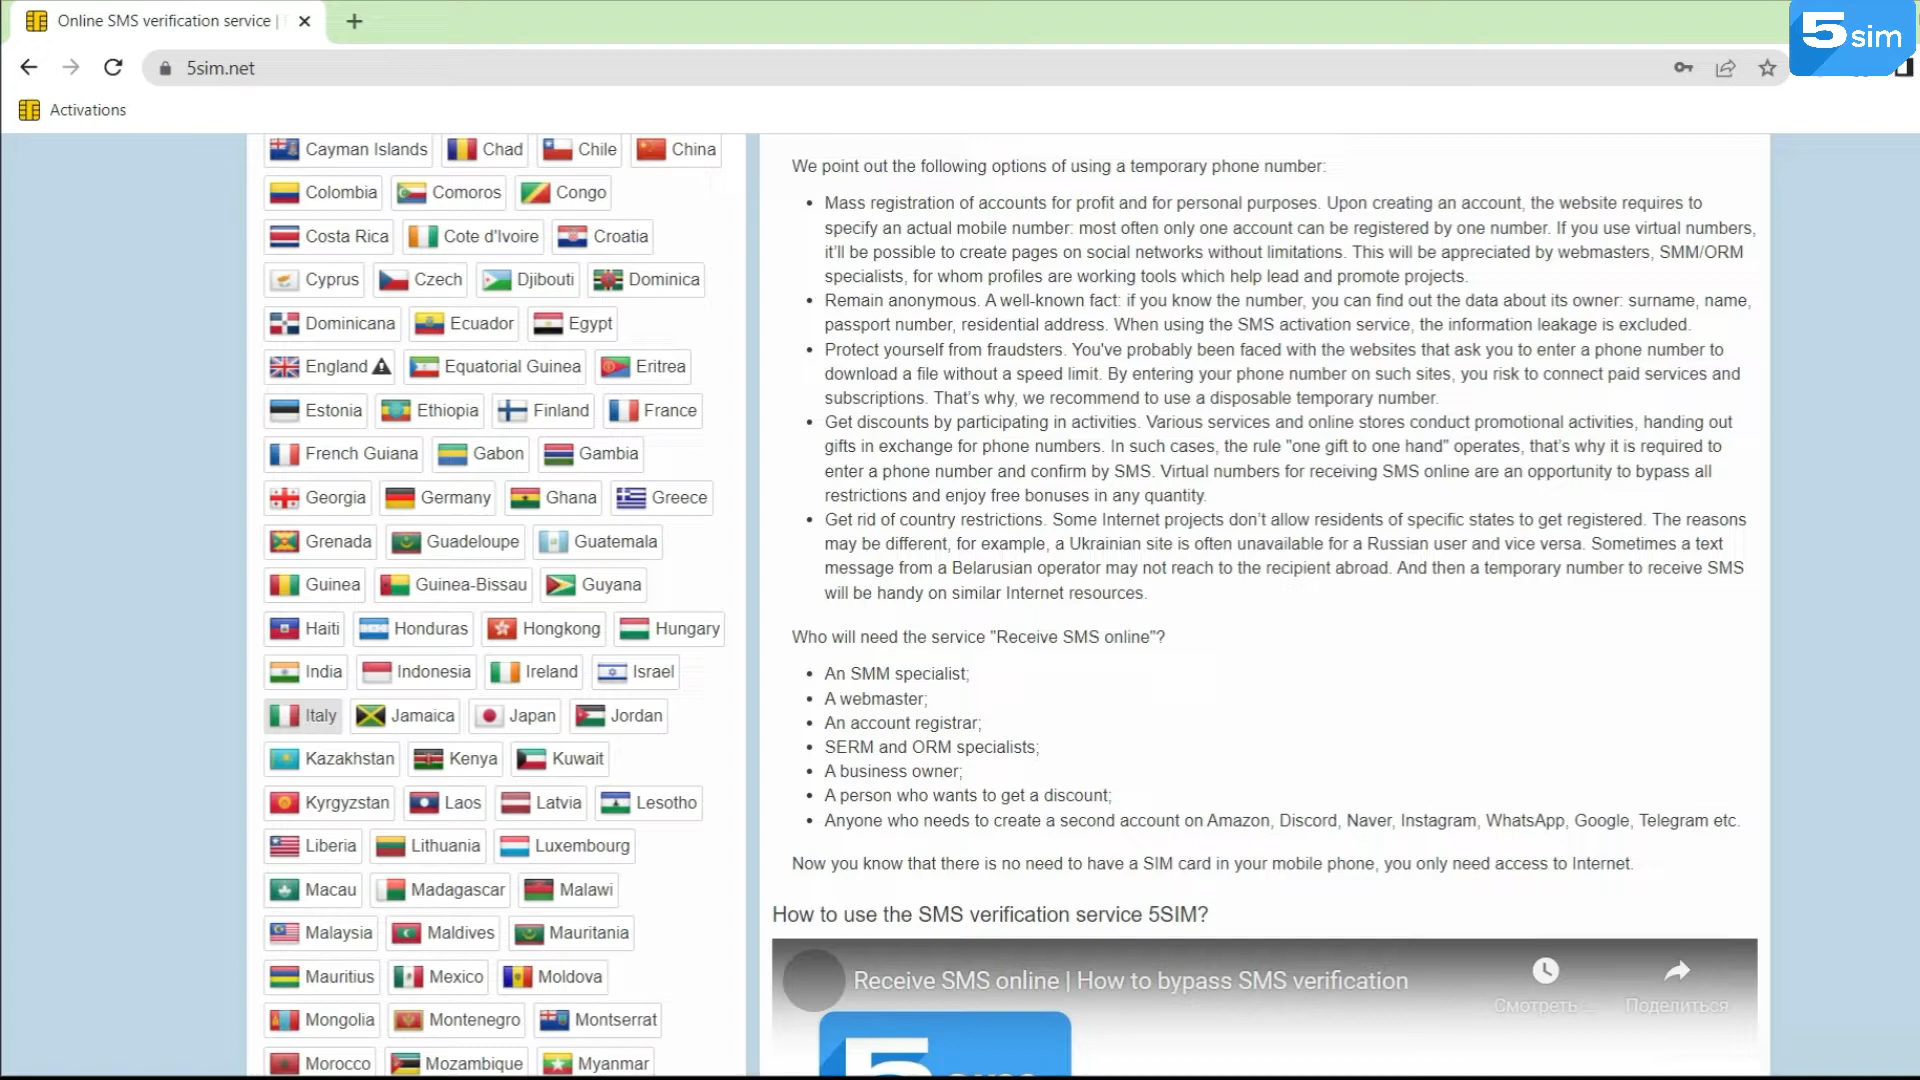 Online SMS verification service |
5sim
5sim.net
Activations
Cayman Islands Chad Chile China
Colombia Comoros Congo
Costa Rica Cote d'Ivoire Croatia
Cyprus Czech Djibouti Dominica
Dominicana Ecuador Egypt
England Equatorial Guinea Eritrea
Estonia Ethiopia Finland France
French Guiana Gabon Gambia
Georgia Germany Ghana Greece
Grenada Guadeloupe Guatemala
Guinea Guinea-Bissau Guyana
Haiti Honduras Hongkong Hungary
India Indonesia Ireland Israel
Italy Jamaica Japan Jordan
Kazakhstan Kenya Kuwait
Kyrgyzstan Laos Latvia Lesotho
Liberia Lithuania Luxembourg
Macau Madagascar Malawi
Malaysia Maldives Mauritania
Mauritius Mexico Moldova
Mongolia Montenegro Montserrat
Morocco Mozambique Myanmar
We point out the following options of using a temporary phone number:
• Mass registration of accounts for profit and for personal purposes. Upon creating an account, the website requires to
specify an actual mobile number: most often only one account can be registered by one number. If you use virtual numbers,
it’ll be possible to create pages on social networks without limitations. This will be appreciated by webmasters, SMM/ORM
specialists, for whom profiles are working tools which help lead and promote projects.
• Remain anonymous. A well-known fact: if you know the number, you can find out the data about its owner: surname, name,
passport number, residential address. When using the SMS activation service, the information leakage is excluded.
• Protect yourself from fraudsters. You've probably been faced with the websites that ask you to enter a phone number to
download a file without a speed limit. By entering your phone number on such sites, you risk to connect paid services and
subscriptions. That’s why, we recommend to use a disposable temporary number.
• Get discounts by participating in activities. Various services and online stores conduct promotional activities, handing out
gifts in exchange for phone numbers. In such cases, the rule "one gift to one hand" operates, that’s why it is required to
enter a phone number and confirm by SMS. Virtual numbers for receiving SMS online are an opportunity to bypass all
restrictions and enjoy free bonuses in any quantity.
• Get rid of country restrictions. Some Internet projects don’t allow residents of specific states to get registered. The reasons
may be different, for example, a Ukrainian site is often unavailable for a Russian user and vice versa. Sometimes a text
message from a Belarusian operator may not reach to the recipient abroad. And then a temporary number to receive SMS
will be handy on similar Internet resources.
Who will need the service "Receive SMS online"?
• An SMM specialist;
• A webmaster;
• An account registrar;
• SERM and ORM specialists;
• A business owner;
• A person who wants to get a discount;
• Anyone who needs to create a second account on Amazon, Discord, Naver, Instagram, WhatsApp, Google, Telegram etc.
Now you know that there is no need to have a SIM card in your mobile phone, you only need access to Internet.
How to use the SMS verification service 5SIM?
Receive SMS online | How to bypass SMS verification
Смотреть ...
Поделиться
5